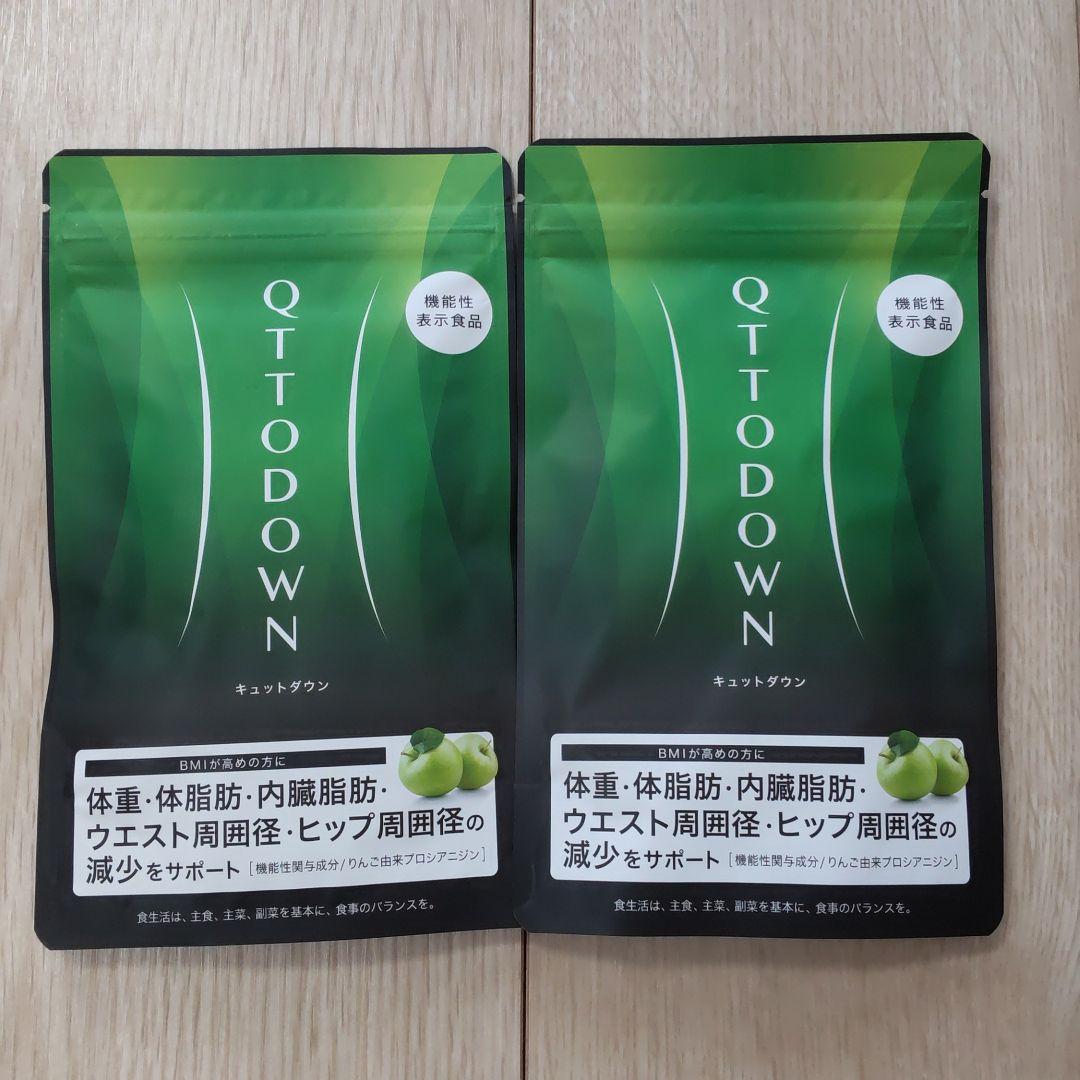 QTTODOWN
機能性
表示食品
キュットダウン
BMIが高めの方に
体重・体脂肪・内臓脂肪・
ウエスト周囲径・ヒップ周囲径の
減少をサポート [機能性関与成分/りんご由来プロシアニジン]
食生活は、主食、主菜、副菜を基本に、食事のバランスを。
QTTODOWN
機能性
表示食品
キュットダウン
BMIが高めの方に
体重・体脂肪・内臓脂肪・
ウエスト周囲径・ヒップ周囲径の
減少をサポート [機能性関与成分/りんご由来プロシアニジン]
食生活は、主食、主菜、副菜を基本に、食事のバランスを。